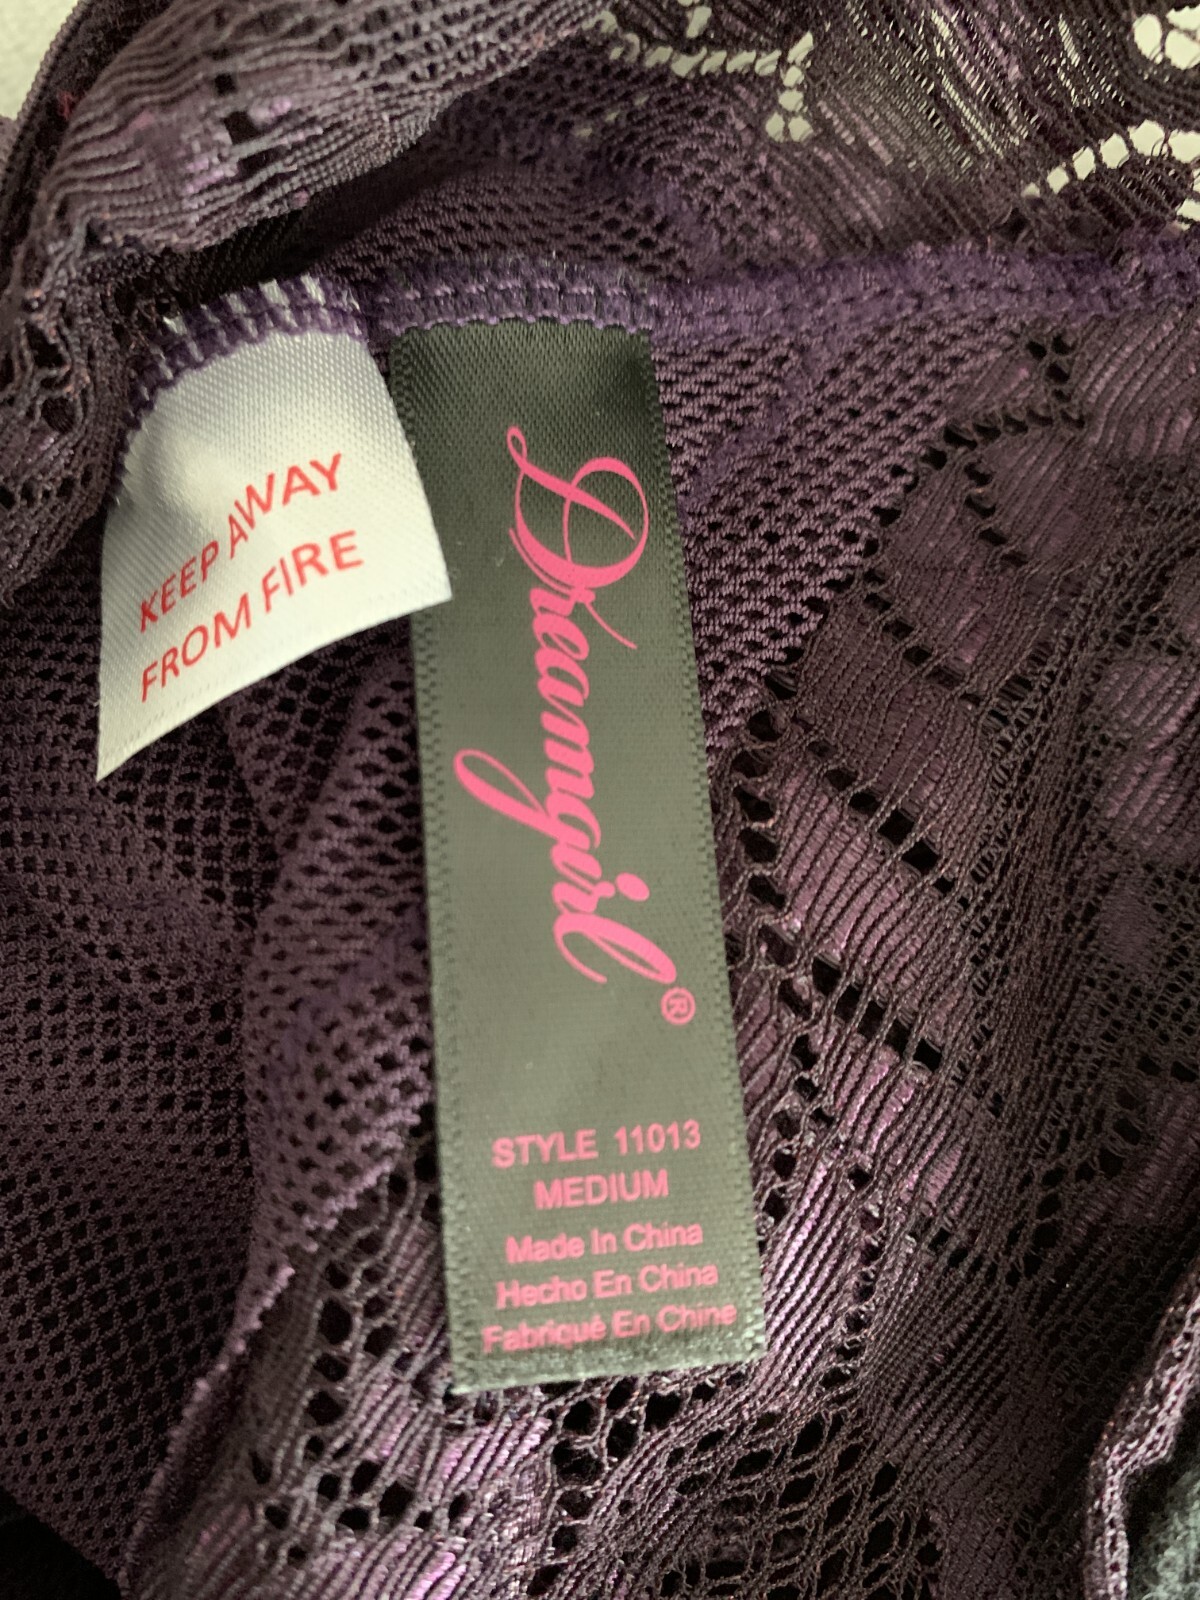 KEEP AWAY
FROM FIRE
Dreamgirl®
STYLE 11013
MEDIUM
Made In China
Hecho En China
Fabriqué En Chine